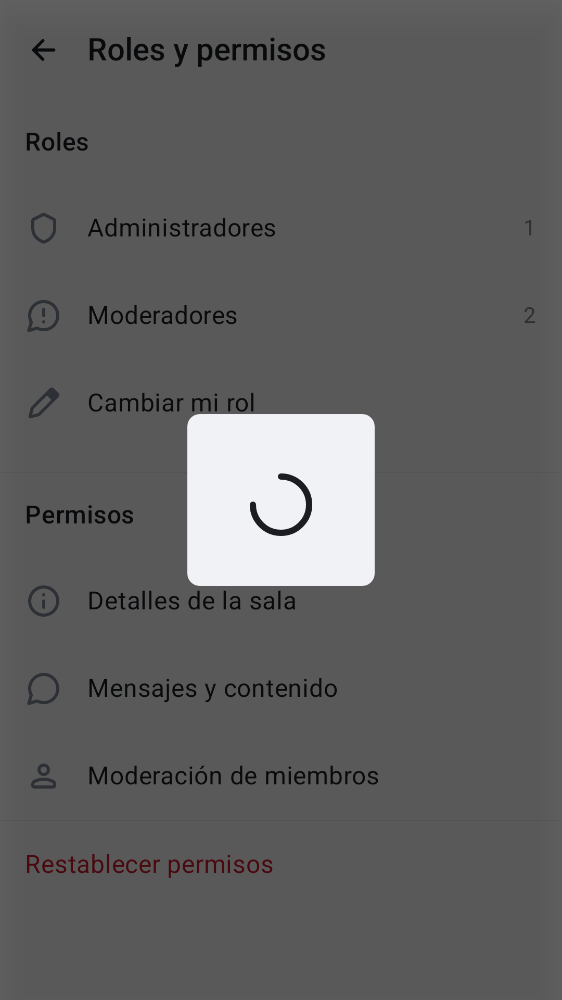 Roles y permisos
Roles
Administradores 1
Moderadores 2
Cambiar mi rol
Permisos
Detalles de la sala
Mensajes y contenido
Moderación de miembros
Restablecer permisos